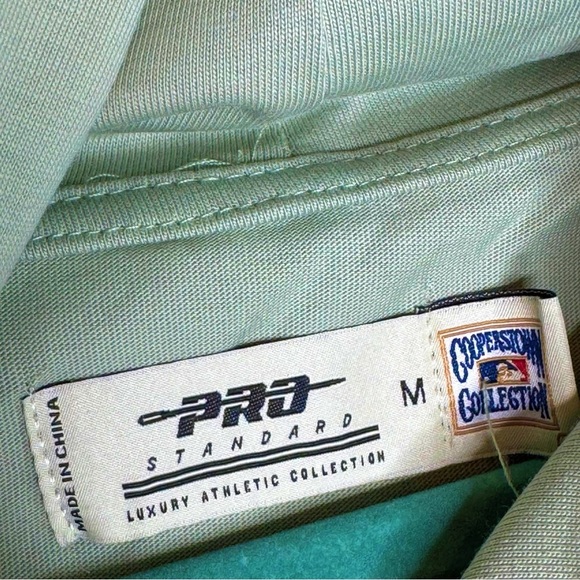 PRO
STANDARD
LUXURY ATHLETIC COLLECTION
M
MADE IN CHINA
COOPERSTOWN
COLLECTION